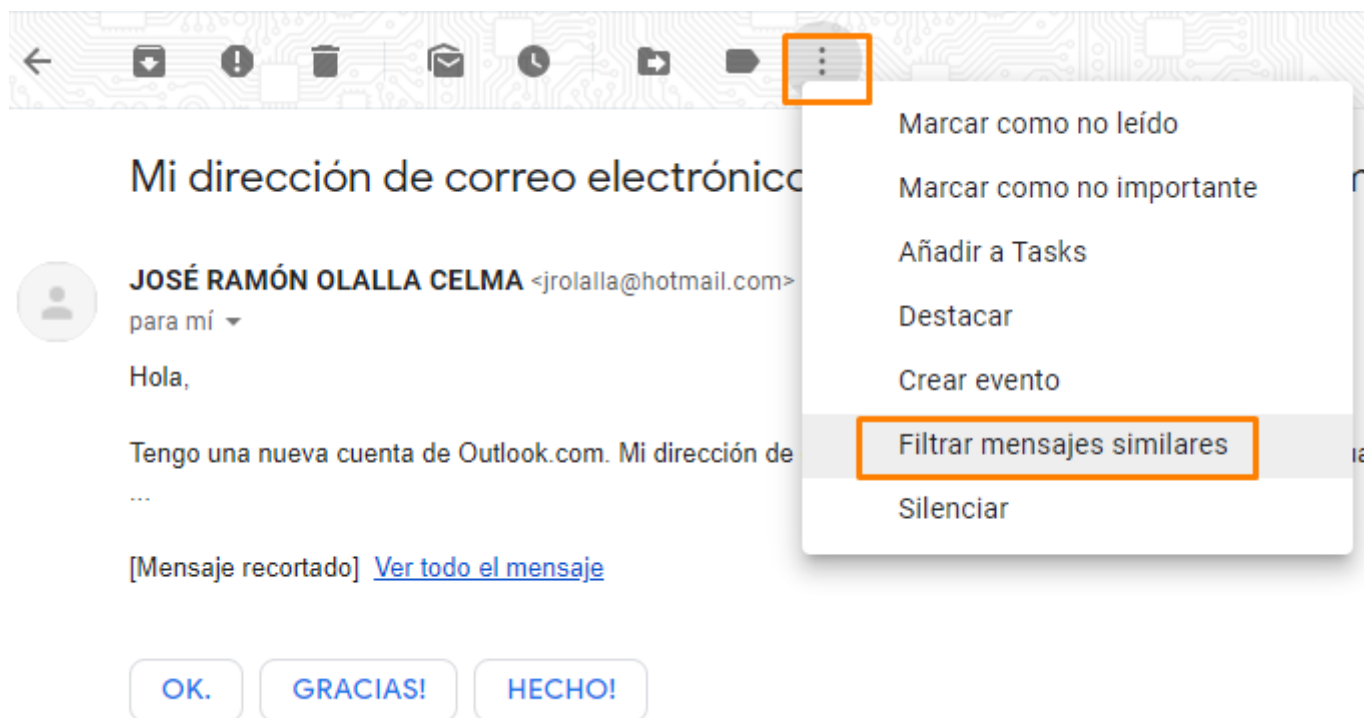 Marcar como no leído
Mi dirección de correo electrónico
Marcar como no importante
JOSÉ RAMÓN OLALLA CELMA <jrolalla@hotmail.com>
Añadir a Tasks
para mí
Destacar
Hola,
Crear evento
Tengo una nueva cuenta de Outlook.com. Mi dirección de
Filtrar mensajes similares
...
Silenciar
[Mensaje recortado] Ver todo el mensaje
OK.
GRACIAS!
HECHO!